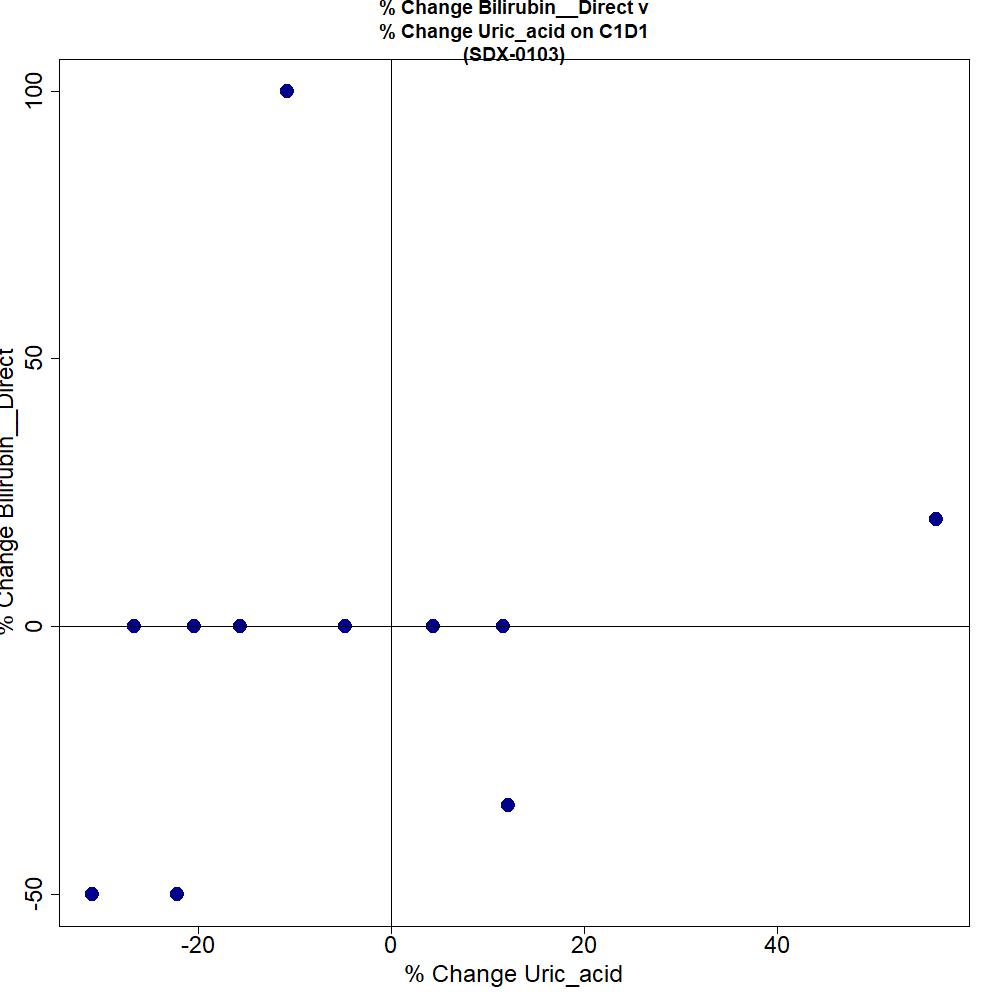 % Change Bilirubin__Direct v
% Change Uric_acid on C1D1
(SDX-0103)
100
50
0
-50
% Change Bilirubin__Direct
-20
0
20
40
% Change Uric_acid